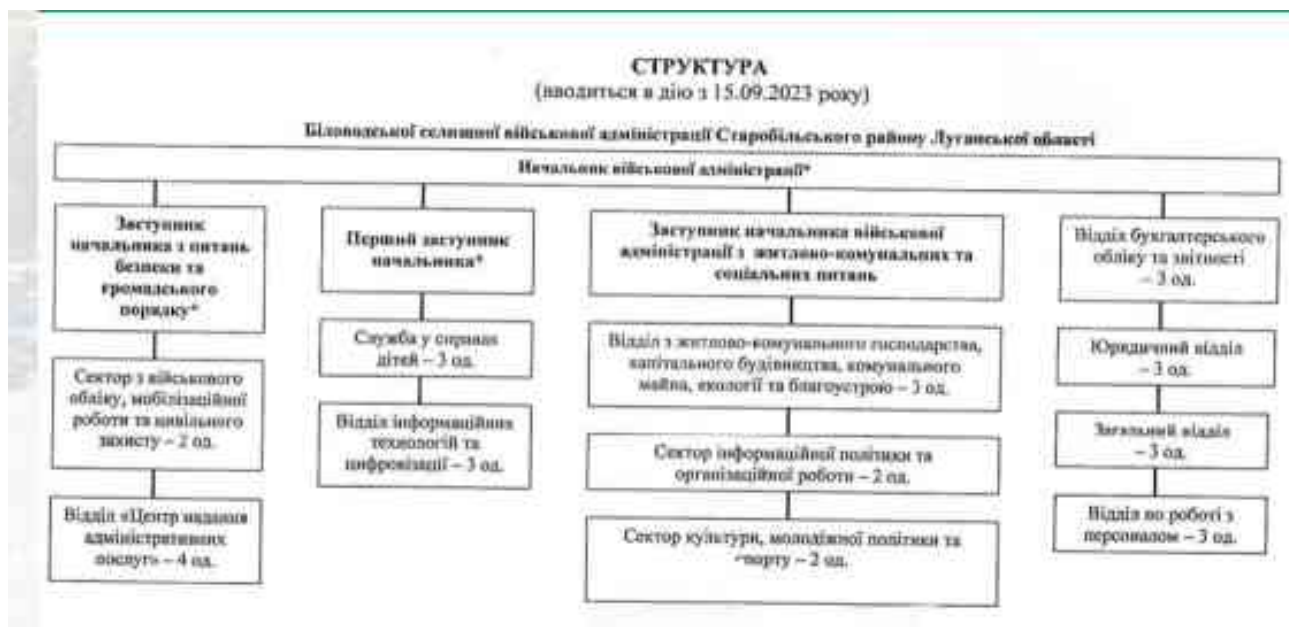 СТРУКТУРА
(вводиться в дію з 15.09.2023 року)
Біловодської селищної військової адміністрації Старобільського району Луганської області
Начальник військової адміністрації*
Заступник
начальника з питань
безпеки та
громадського
порядку*
Сектор з військового
обліку, мобілізаційної
роботи та цивільного
захисту – 2 од.
Відділ «Центр надання
адміністративних
послуг» – 4 од.
Перший заступник
начальника*
Служба у справах
дітей – 3 од.
Відділ інформаційних
технологій та
цифровізації – 3 од.
Заступник начальника військової
адміністрації з житлово-комунальних та
соціальних питань
Відділ з житлово-комунального господарства,
капітального будівництва, комунального
майна, екології та благоустрою – 3 од.
Сектор інформаційної політики та
організаційної роботи – 2 од.
Сектор культури, молодіжної політики та
спорту – 2 од.
Відділ бухгалтерського
обліку та звітності
– 3 од.
Юридичний відділ
– 3 од.
Загальний відділ
– 3 од.
Відділ по роботі з
персоналом – 3 од.